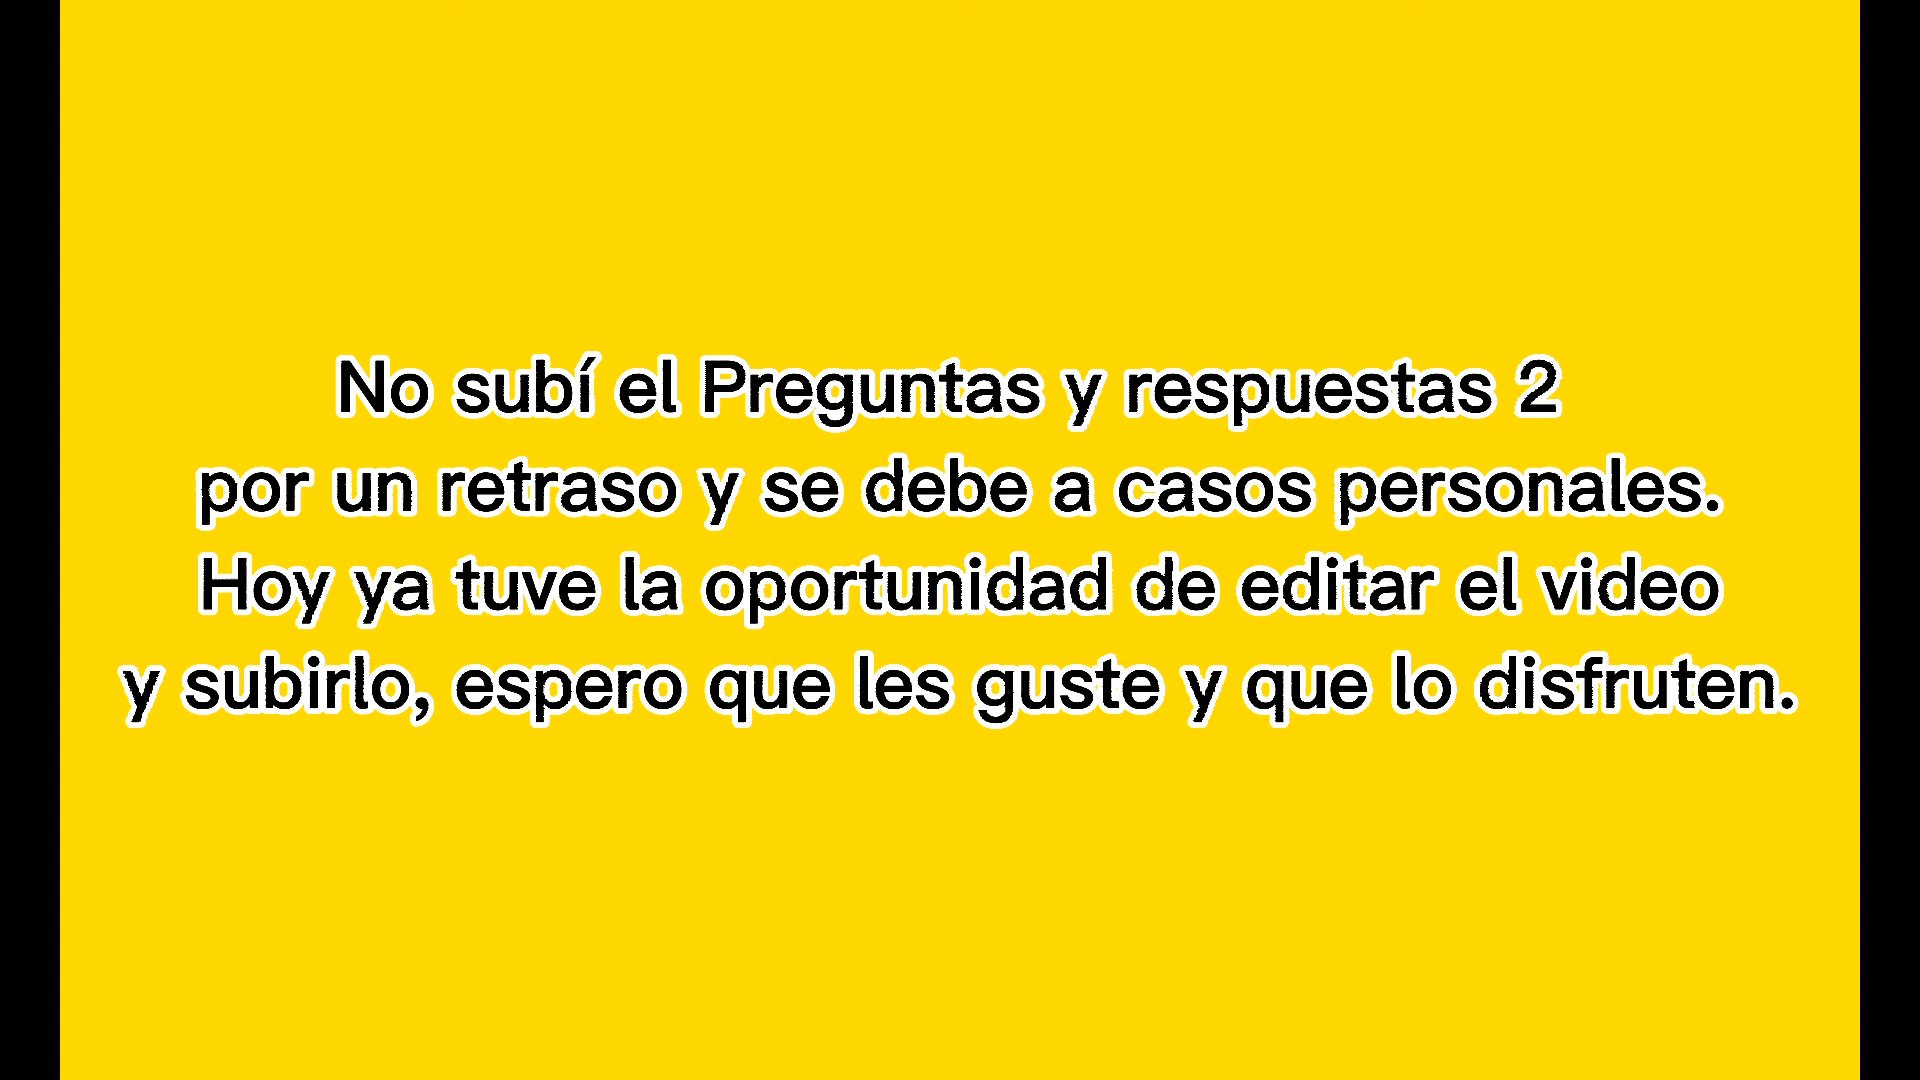 No subí el Preguntas y respuestas 2
por un retraso y se debe a casos personales.
Hoy ya tuve la oportunidad de editar el video
y subirlo, espero que les guste y que lo disfruten.